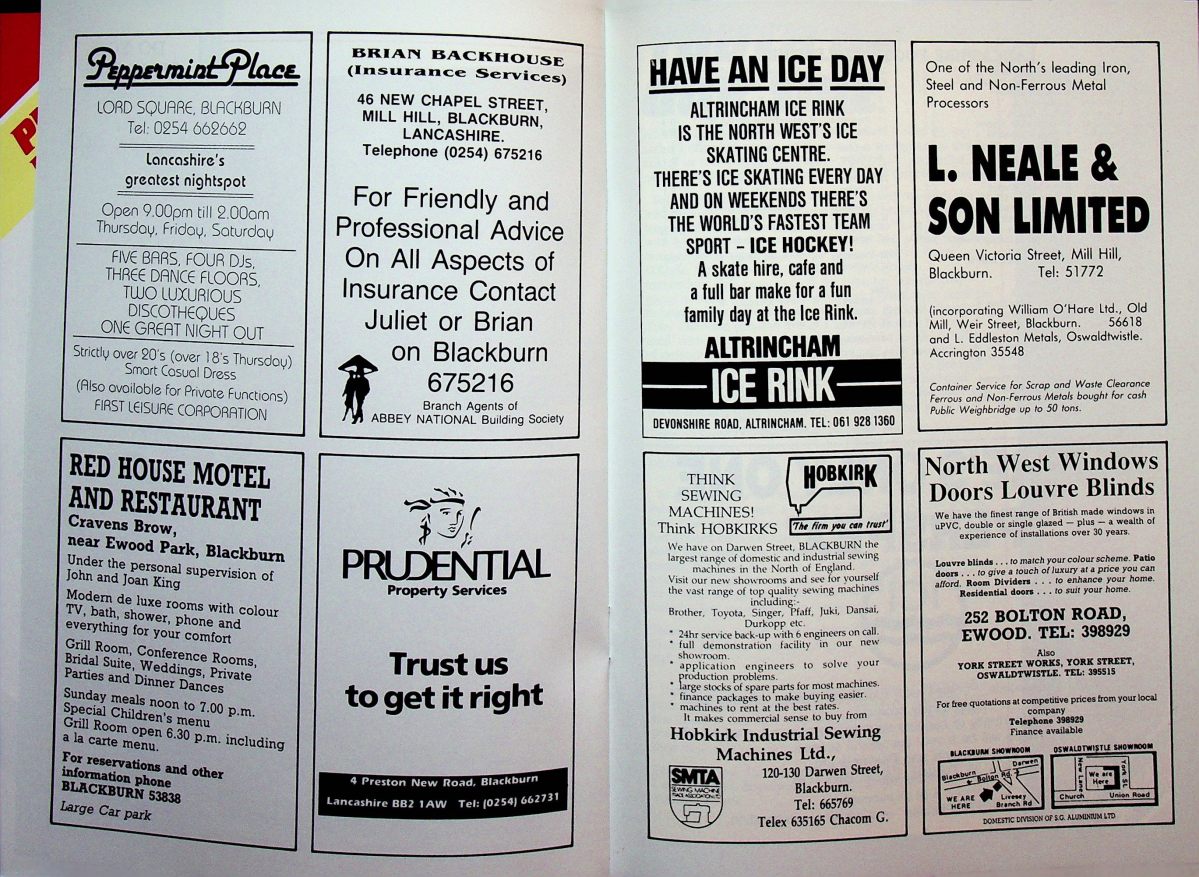 Peppermint Place
LORD SQUARE, BLACKBURN
Tel: 0254 662662
Lancashire's
greatest nightspot
Open 9.00pm till 2.00am
Thursday, Friday, Saturday
FIVE BARS, FOUR DJs,
THREE DANCE FLOORS,
TWO LUXURIOUS
DISCOTHEQUES
ONE GREAT NIGHT OUT
Strictly over 20's (over 18's Thursday)
Smart Casual Dress
(Also available for Private Functions)
FIRST LEISURE CORPORATION
BRIAN BACKHOUSE
(Insurance Services)
46 NEW CHAPEL STREET,
MILL HILL, BLACKBURN,
LANCASHIRE.
Telephone (0254) 675216
For Friendly and
Professional Advice
On All Aspects of
Insurance Contact
Juliet or Brian
on Blackburn
675216
Branch Agents of
ABBEY NATIONAL Building Society
RED HOUSE MOTEL
AND RESTAURANT
Cravens Brow,
near Ewood Park, Blackburn
Under the personal supervision of
John and Joan King
Modern de luxe rooms with colour
TV, bath, shower, phone and
everything for your comfort
Grill Room, Conference Rooms,
Bridal Suite, Weddings, Private
Parties and Dinner Dances
Sunday meals noon to 7.00 p.m.
Special Children's menu
Grill Room open 6.30 p.m. including
a la carte menu.
For reservations and other
information phone
BLACKBURN 53838
Large Car park
PRUDENTIAL
Property Services
Trust us
to get it right
4 Preston New Road, Blackburn
Lancashire BB2 1AW Tel: (0254) 662731
HAVE AN ICE DAY
ALTRINCHAM ICE RINK
IS THE NORTH WEST'S ICE
SKATING CENTRE.
THERE'S ICE SKATING EVERY DAY
AND ON WEEKENDS THERE'S
THE WORLD'S FASTEST TEAM
SPORT – ICE HOCKEY!
A skate hire, cafe and
a full bar make for a fun
family day at the Ice Rink.
ALTRINCHAM
ICE RINK
DEVONSHIRE ROAD, ALTRINCHAM. TEL: 061 928 1360
One of the North's leading Iron,
Steel and Non-Ferrous Metal
Processors
L. NEALE &
SON LIMITED
Queen Victoria Street, Mill Hill,
Blackburn. Tel: 51772
(incorporating William O'Hare Ltd., Old
Mill, Weir Street, Blackburn. 56618
and L. Eddleston Metals, Oswaldtwistle.
Accrington 35548
Container Service for Scrap and Waste Clearance
Ferrous and Non-Ferrous Metals bought for cash
Public Weighbridge up to 50 tons.
THINK
SEWING
MACHINES!
Think HOBKIRKS
HOBKIRK
'The firm you can trust'
We have on Darwen Street, BLACKBURN the
largest range of domestic and industrial sewing
machines in the North of England.
Visit our new showrooms and see for yourself
the vast range of top quality sewing machines
including:-
Brother, Toyota, Singer, Pfaff, Juki, Dansai,
Durkopp etc.
* 24hr service back-up with 6 engineers on call.
* full demonstration facility in our new
showroom.
* application engineers to solve your
production problems.
* large stocks of spare parts for most machines.
* finance packages to make buying easier.
* machines to rent at the best rates.
It makes commercial sense to buy from
Hobkirk Industrial Sewing
Machines Ltd.,
120-130 Darwen Street,
Blackburn.
Tel: 665769
Telex 635165 Chacom G.
SMTA
SEWING MACHINE
TRADE ASSOCIATION
North West Windows
Doors Louvre Blinds
We have the finest range of British made windows in
uPVC, double or single glazed — plus — a wealth of
experience of installations over 30 years.
Louvre blinds . . . to match your colour scheme. Patio
doors . . . to give a touch of luxury at a price you can
afford. Room Dividers . . . to enhance your home.
Residential doors . . . to suit your home.
252 BOLTON ROAD,
EWOOD. TEL: 398929
Also
YORK STREET WORKS, YORK STREET,
OSWALDTWISTLE. TEL: 395515
For free quotations at competitive prices from your local
company
Telephone 398929
Finance available
BLACKBURN SHOWROOM
Blackburn
Bolton Rd.
Darwen
WE ARE
HERE
Livesey
Branch Rd
OSWALDTWISTLE SHOWROOM
New Lane
We are
Here
York St.
Church
Union Road
DOMESTIC DIVISION OF S.G. ALUMINIUM LTD